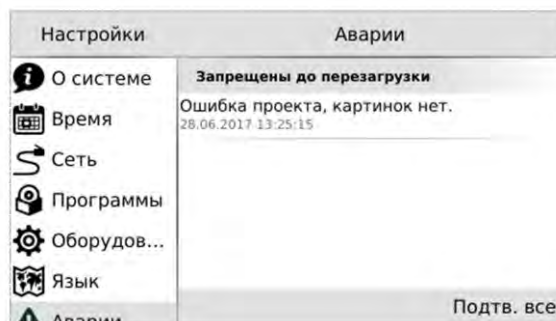 Настройки
Аварии
О системе
Время
Сеть
Программы
Оборудов...
Язык
Аварии
Запрещены до перезагрузки
Ошибка проекта, картинок нет.
28.06.2017 13:25:15
Подтв. все